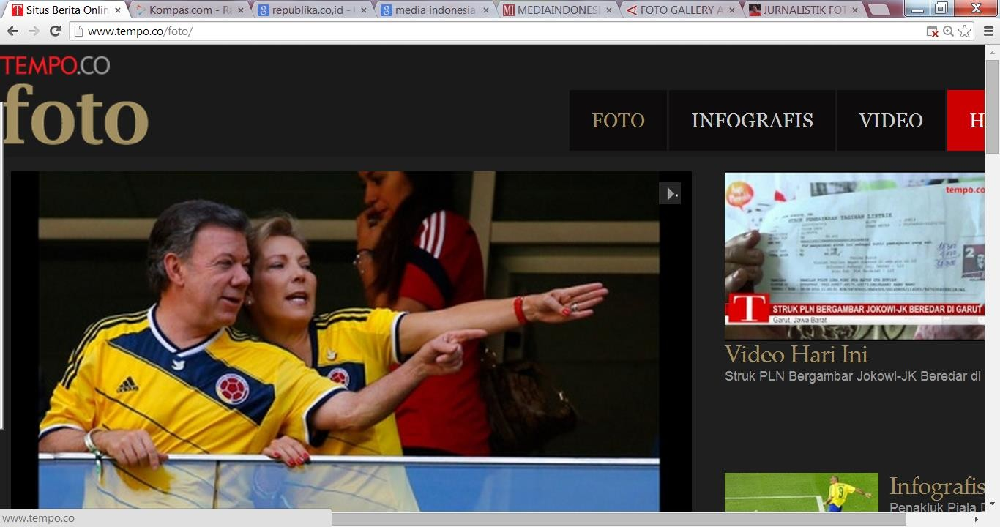 Situs Berita Onlin
Kompas.com - Ra
republika.co,id -
media indonesia
MEDIAINDONESI
FOTO GALLERY A
JURNALISTIK FOT
www.tempo.co/foto/
TEMPO.CO
foto
FOTO
INFOGRAFIS
VIDEO
H
adidas
tempo.co
STRUK PEMBAYARAN TAGIHAN LISTRIK
2
T
STRUK PLN BERGAMBAR JOKOWI-JK BEREDAR DI GARUT
Garut, Jawa Barat
Video Hari Ini
Struk PLN Bergambar Jokowi-JK Beredar di
9
Infografis
Penakluk Piala D
www.tempo.co